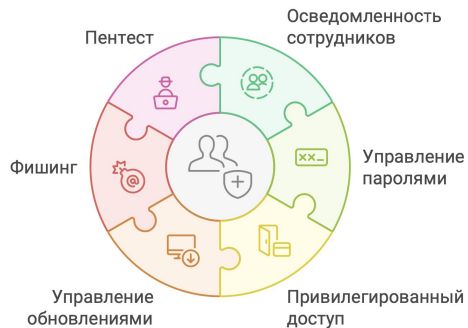 Пентест
Осведомленность
сотрудников
Фишинг
Управление
паролями
Управление
обновлениями
Привилегированный
доступ